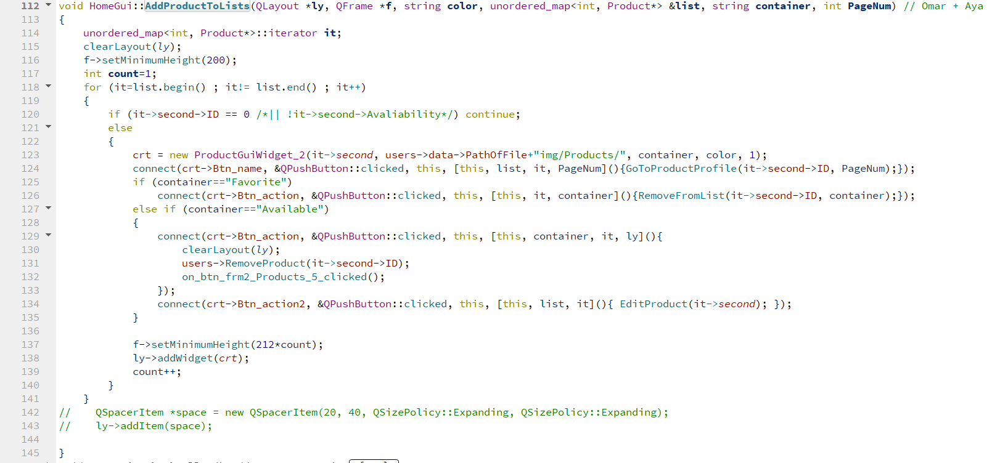 112 void HomeGui::AddProductToLists(QLayout *ly, QFrame *f, string color, unordered_map<int, Product*> &list, string container, int PageNum) // Omar + Aya
113 {
114     unordered_map<int, Product*>::iterator it;
115     clearLayout(ly);
116     f->setMinimumHeight(200);
117     int count=1;
118     for (it=list.begin() ; it!= list.end() ; it++)
119     {
120         if (it->second->ID == 0 /*|| !it->second->Avaliability*/) continue;
121         else
122         {
123             crt = new ProductGuiWidget_2(it->second, users->data->PathOfFile+"img/Products/", container, color, 1);
124             connect(crt->Btn_name, &QPushButton::clicked, this, [this, list, it, PageNum](){GoToProductProfile(it->second->ID, PageNum);});
125             if (container=="Favorite")
126                 connect(crt->Btn_action, &QPushButton::clicked, this, [this, it, container](){RemoveFromList(it->second->ID, container);});
127             else if (container=="Available")
128             {
129                 connect(crt->Btn_action, &QPushButton::clicked, this, [this, container, it, ly](){
130                     clearLayout(ly);
131                     users->RemoveProduct(it->second->ID);
132                     on_btn_frm2_Products_5_clicked();
133                 });
134                 connect(crt->Btn_action2, &QPushButton::clicked, this, [this, list, it](){ EditProduct(it->second); });
135             }
136
137             f->setMinimumHeight(212*count);
138             ly->addWidget(crt);
139             count++;
140         }
141     }
142 //    QSpacerItem *space = new QSpacerItem(20, 40, QSizePolicy::Expanding, QSizePolicy::Expanding);
143 //    ly->addItem(space);
144
145 }